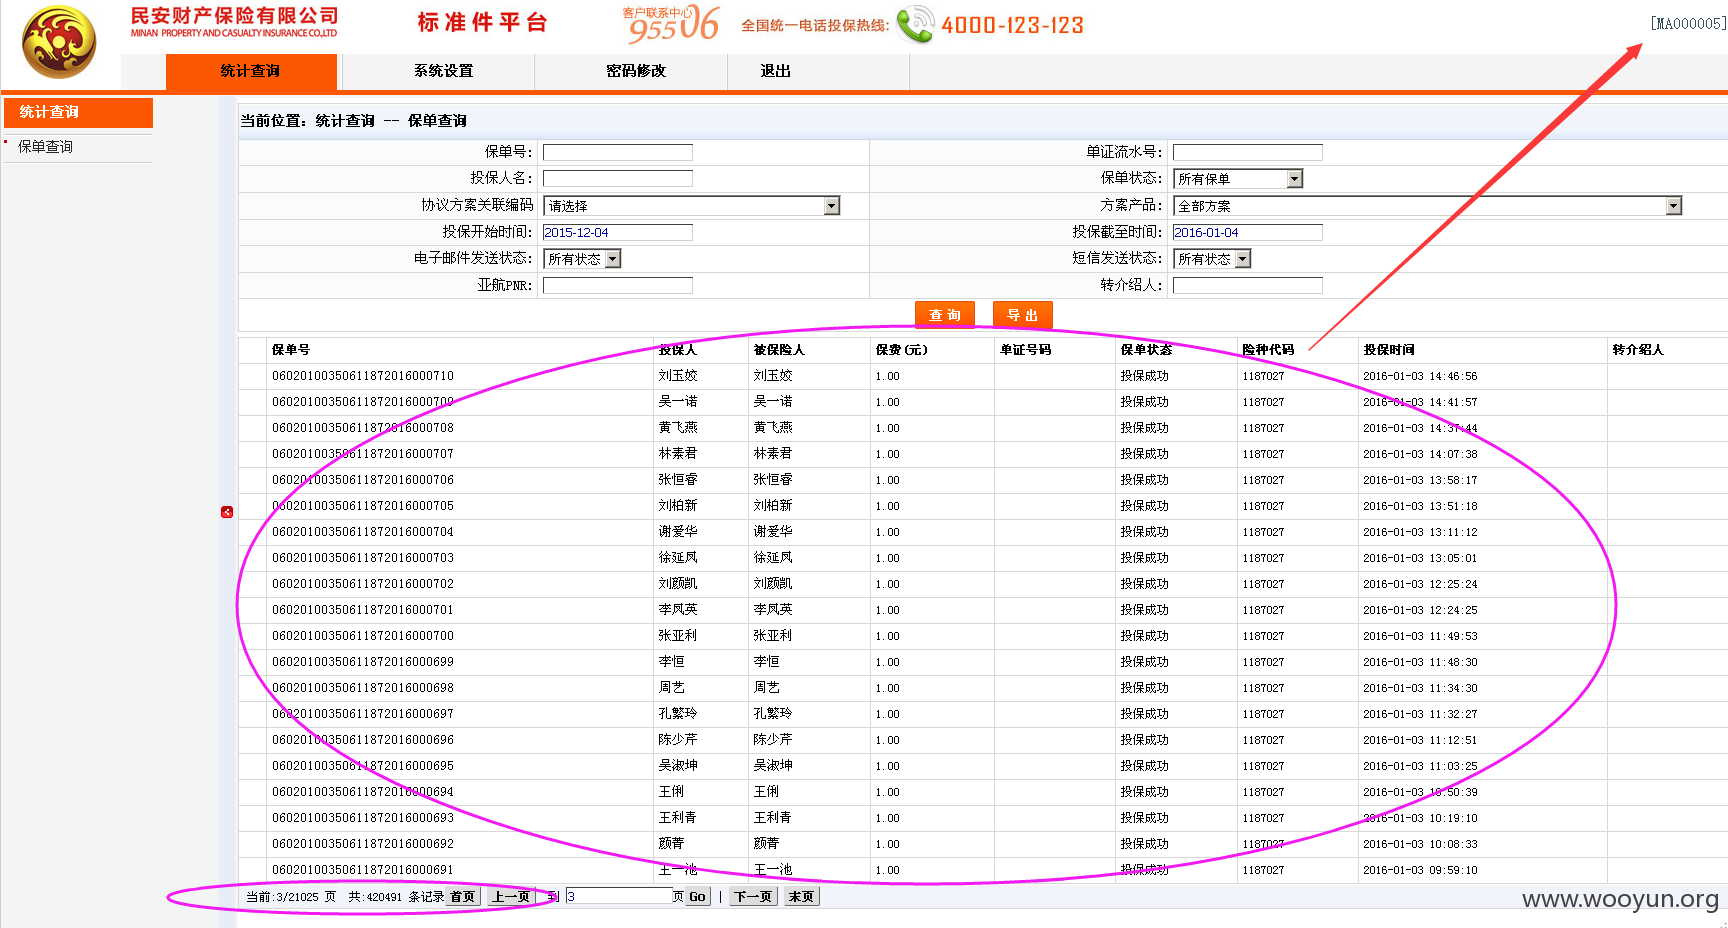 民安财产保险有限公司
MINAN PROPERTY AND CASUALTY INSURANCE CO.,LTD
标准件平台
客户联系中心
95506
全国统一电话投保热线:
4000-123-123
[MA000005]
统计查询 系统设置 密码修改 退出
统计查询
保单查询
当前位置: 统计查询 -- 保单查询
保单号: 单证流水号:
投保人名: 保单状态: 所有保单
协议方案关联编码 请选择 方案产品: 全部方案
投保开始时间: 2015-12-04 投保截至时间: 2016-01-04
电子邮件发送状态: 所有状态 短信发送状态: 所有状态
亚航PNR: 转介绍人:
查 询 导 出
保单号 投保人 被保险人 保费(元) 单证号码 保单状态 险种代码 投保时间 转介绍人
06020100350611872016000710 刘玉姣 刘玉姣 1.00 投保成功 1187027 2016-01-03 14:46:56
06020100350611872016000709 吴一诺 吴一诺 1.00 投保成功 1187027 2016-01-03 14:41:57
06020100350611872016000708 黄飞燕 黄飞燕 1.00 投保成功 1187027 2016-01-03 14:37:44
06020100350611872016000707 林素君 林素君 1.00 投保成功 1187027 2016-01-03 14:07:38
06020100350611872016000706 张恒睿 张恒睿 1.00 投保成功 1187027 2016-01-03 13:58:17
06020100350611872016000705 刘柏新 刘柏新 1.00 投保成功 1187027 2016-01-03 13:51:18
06020100350611872016000704 谢爱华 谢爱华 1.00 投保成功 1187027 2016-01-03 13:11:12
06020100350611872016000703 徐延凤 徐延凤 1.00 投保成功 1187027 2016-01-03 13:05:01
06020100350611872016000702 刘颜凯 刘颜凯 1.00 投保成功 1187027 2016-01-03 12:25:24
06020100350611872016000701 李凤英 李凤英 1.00 投保成功 1187027 2016-01-03 12:24:25
06020100350611872016000700 张亚利 张亚利 1.00 投保成功 1187027 2016-01-03 11:49:53
06020100350611872016000699 李恒 李恒 1.00 投保成功 1187027 2016-01-03 11:48:30
06020100350611872016000698 周艺 周艺 1.00 投保成功 1187027 2016-01-03 11:34:30
06020100350611872016000697 孔繁玲 孔繁玲 1.00 投保成功 1187027 2016-01-03 11:32:27
06020100350611872016000696 陈少芹 陈少芹 1.00 投保成功 1187027 2016-01-03 11:12:51
06020100350611872016000695 吴淑坤 吴淑坤 1.00 投保成功 1187027 2016-01-03 11:03:25
06020100350611872016000694 王俐 王俐 1.00 投保成功 1187027 2016-01-03 10:50:39
06020100350611872016000693 王利青 王利青 1.00 投保成功 1187027 2016-01-03 10:19:10
06020100350611872016000692 颜菁 颜菁 1.00 投保成功 1187027 2016-01-03 10:08:33
06020100350611872016000691 王一池 王一池 1.00 投保成功 1187027 2016-01-03 09:59:10
当前:3/21025 页 共:420491 条记录 首页 上一页 到 3 页 Go | 下一页 末页
www.wooyun.org